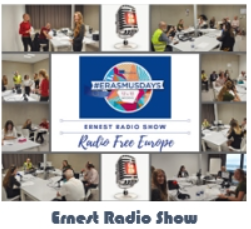 #ERASMUSDAYS
ERNEST RADIO SHOW
Radio Free Europe
Ernest Radio Show